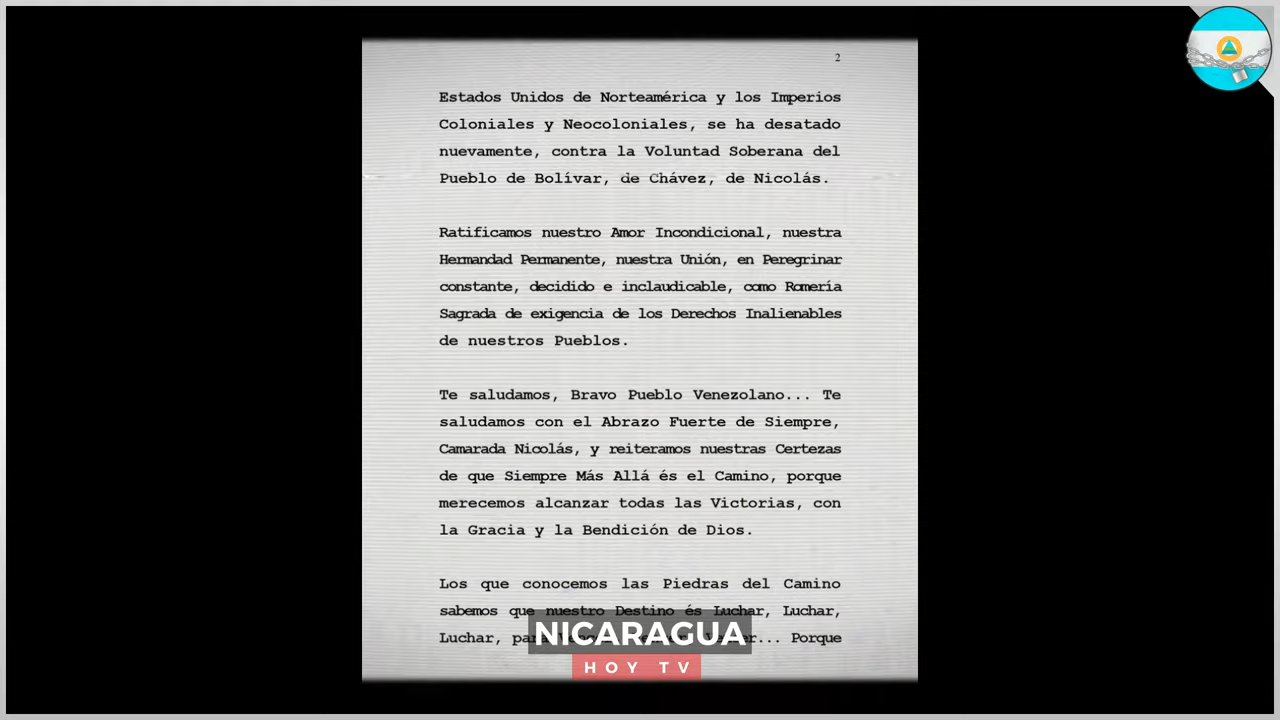 2
Estados Unidos de Norteamérica y los Imperios
Coloniales y Neocoloniales, se ha desatado
nuevamente, contra la Voluntad Soberana del
Pueblo de Bolívar, de Chávez, de Nicolás.
Ratificamos nuestro Amor Incondicional, nuestra
Hermandad Permanente, nuestra Unión, en Peregrinar
constante, decidido e inclaudicable, como Romería
Sagrada de exigencia de los Derechos Inalienables
de nuestros Pueblos.
Te saludamos, Bravo Pueblo Venezolano... Te
saludamos con el Abrazo Fuerte de Siempre,
Camarada Nicolás, y reiteramos nuestras Certezas
de que Siempre Más Allá és el Camino, porque
merecemos alcanzar todas las Victorias, con
la Gracia y la Bendición de Dios.
Los que conocemos las Piedras del Camino
sabemos que nuestro Destino és Luchar, Luchar,
Luchar, ... Porque
NICARAGUA
HOY TV